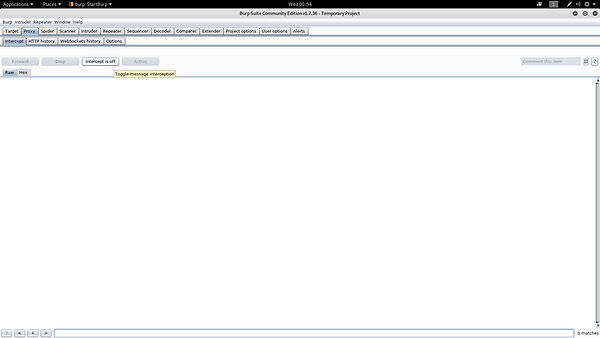 Applications Places burp-StartBurp Wed 00:54 1
Burp Suite Community Edition v1.7.36 - Temporary Project
Burp Intruder Repeater Window Help
Target Proxy Spider Scanner Intruder Repeater Sequencer Decoder Comparer Extender Project options User options Alerts
Intercept HTTP history WebSockets history Options
Forward Drop Intercept is off Action Comment this item ?
Toggle message interception
Raw Hex
? < + > 0 matches